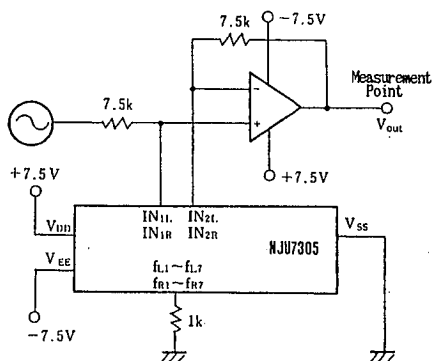 7.5k
-7.5V
Measurement
Point
7.5k
-
+
Vout
+7.5V
+7.5V
IN1L IN2L
IN1R IN2R
VSS
VDD
NJU7305
VEE
fL1~fL7
fR1~fR7
-7.5V
1k